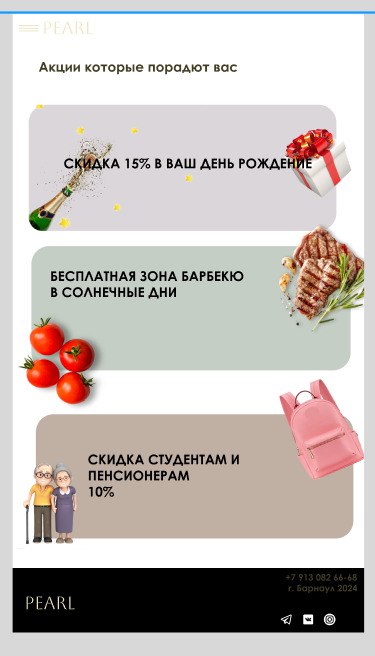 PEARL
Акции которые порадют вас
СКИДКА 15% В ВАШ ДЕНЬ РОЖДЕНИЕ
БЕСПЛАТНАЯ ЗОНА БАРБЕКЮ
В СОЛНЕЧНЫЕ ДНИ
СКИДКА СТУДЕНТАМ И
ПЕНСИОНЕРАМ
10%
+7 913 082 66-68
г. Барнаул 2024
PEARL